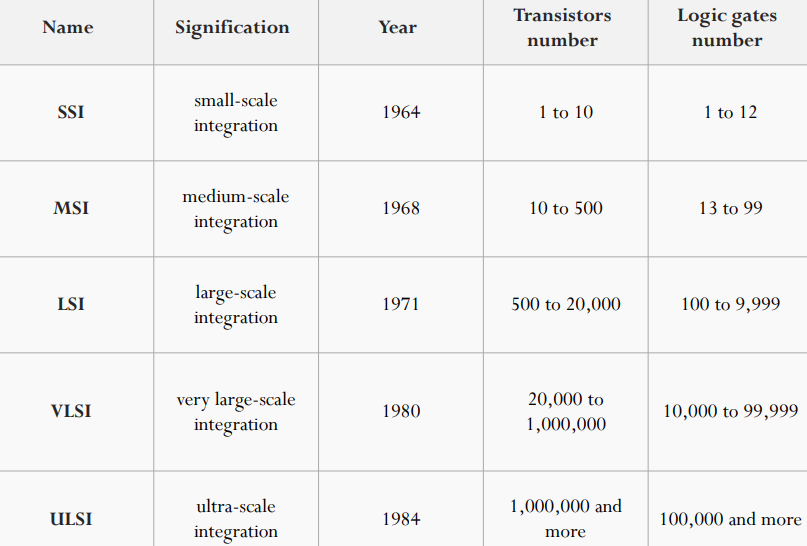 Name Signification Year Transistors number Logic gates number
SSI small-scale integration 1964 1 to 10 1 to 12
MSI medium-scale integration 1968 10 to 500 13 to 99
LSI large-scale integration 1971 500 to 20,000 100 to 9,999
VLSI very large-scale integration 1980 20,000 to 1,000,000 10,000 to 99,999
ULSI ultra-scale integration 1984 1,000,000 and more 100,000 and more